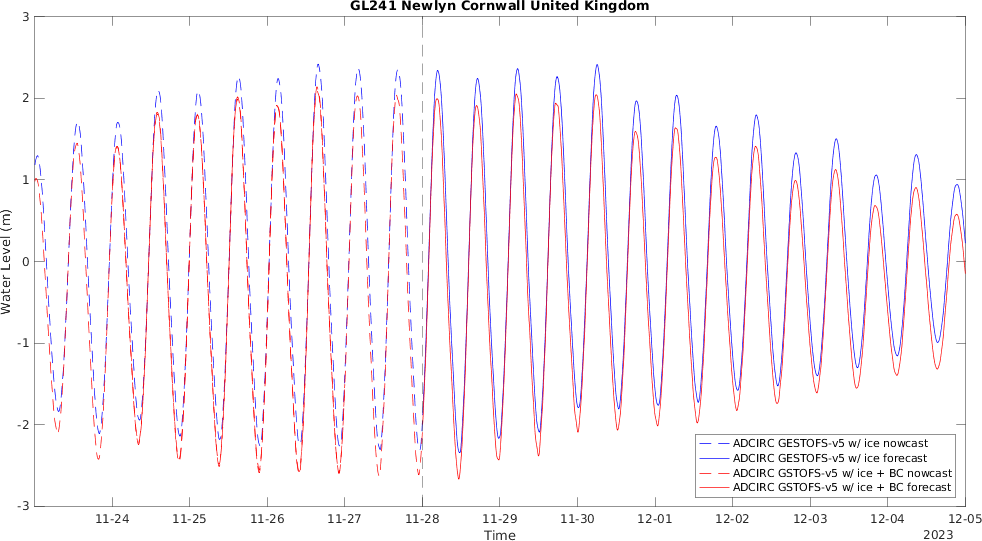 GL241 Newlyn Cornwall United Kingdom
3
2
1
0
-1
-2
-3
Water Level (m)
ADCIRC GESTOFS-v5 w/ ice nowcast
ADCIRC GESTOFS-v5 w/ ice forecast
ADCIRC GSTOFS-v5 w/ ice + BC nowcast
ADCIRC GSTOFS-v5 w/ ice + BC forecast
11-24 11-25 11-26 11-27 11-28 11-29 11-30 12-01 12-02 12-03 12-04 12-05
Time
2023